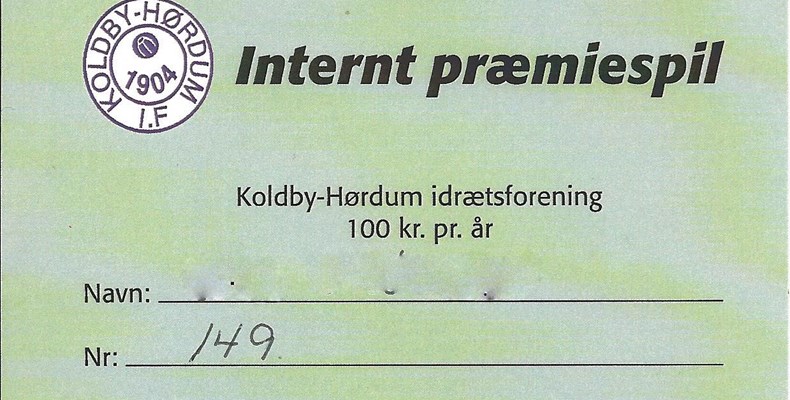 KOLDBY-HØRDUM I.F
1904
Internt præmiespil
Koldby-Hørdum idrætsforening
100 kr. pr. år
Navn:
Nr: 149.